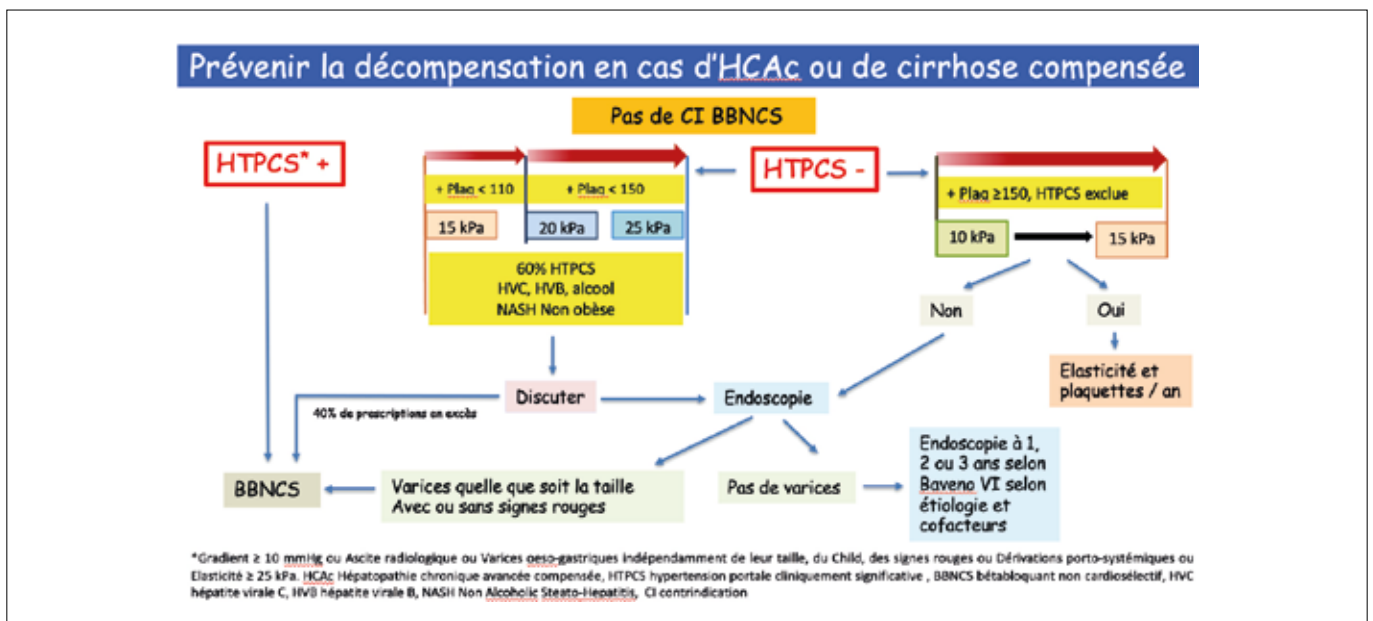 Prévenir la décompensation en cas d'HCAc ou de cirrhose compensée
Pas de CI BBNCS
HTPCS* +
+ Plaq < 110
+ Plaq < 150
15 kPa
20 kPa
25 kPa
60% HTPCS
HVC, HVB, alcool
NASH Non obèse
HTPCS -
+ Plaq ≥150, HTPCS exclue
10 kPa
15 kPa
Non
Oui
Elasticité et
plaquettes / an
Discuter
Endoscopie
40% de prescriptions en excès
BBNCS
Varices quelle que soit la taille
Avec ou sans signes rouges
Pas de varices
Endoscopie à 1,
2 ou 3 ans selon
Baveno VI selon
étiologie et
cofacteurs
*Gradient ≥ 10 mmHg ou Ascite radiologique ou Varices oeso-gastriques indépendamment de leur taille, du Child, des signes rouges ou Dérivations porto-systémiques ou
Elasticité ≥ 25 kPa. HCAc Hépatopathie chronique avancée compensée, HTPCS hypertension portale cliniquement significative , BBNCS bétabloquant non cardiosélectif, HVC
hépatite virale C, HVB hépatite virale B, NASH Non Alcoholic Steato-Hepatitis, CI contrindication